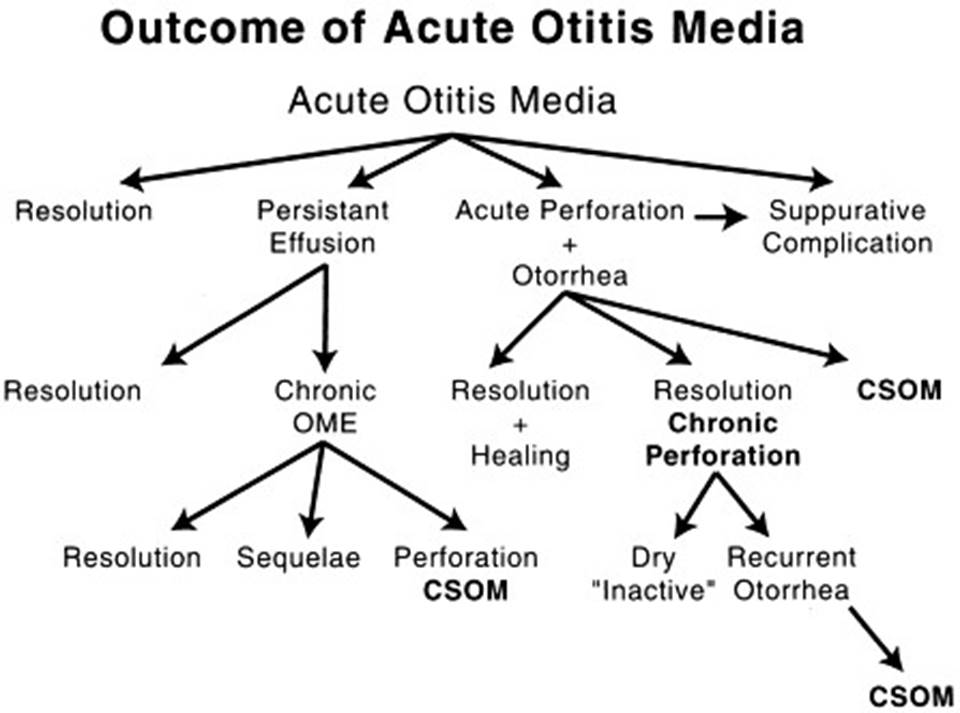 Outcome of Acute Otitis Media
Acute Otitis Media
Resolution
Persistant
Effusion
Acute Perforation
+
Otorrhea
Suppurative
Complication
Resolution
Chronic
OME
Resolution
+
Healing
Resolution
Chronic
Perforation
CSOM
Resolution
Sequelae
Perforation
CSOM
Dry
"Inactive"
Recurrent
Otorrhea
CSOM